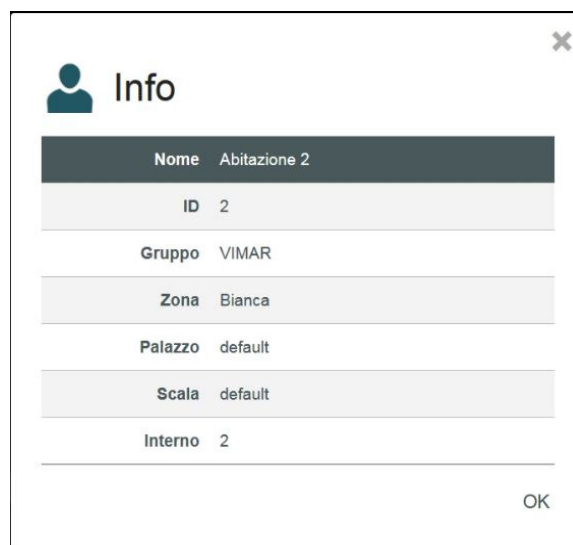 Info
Nome Abitazione 2
ID 2
Gruppo VIMAR
Zona Bianca
Palazzo default
Scala default
Interno 2
OK